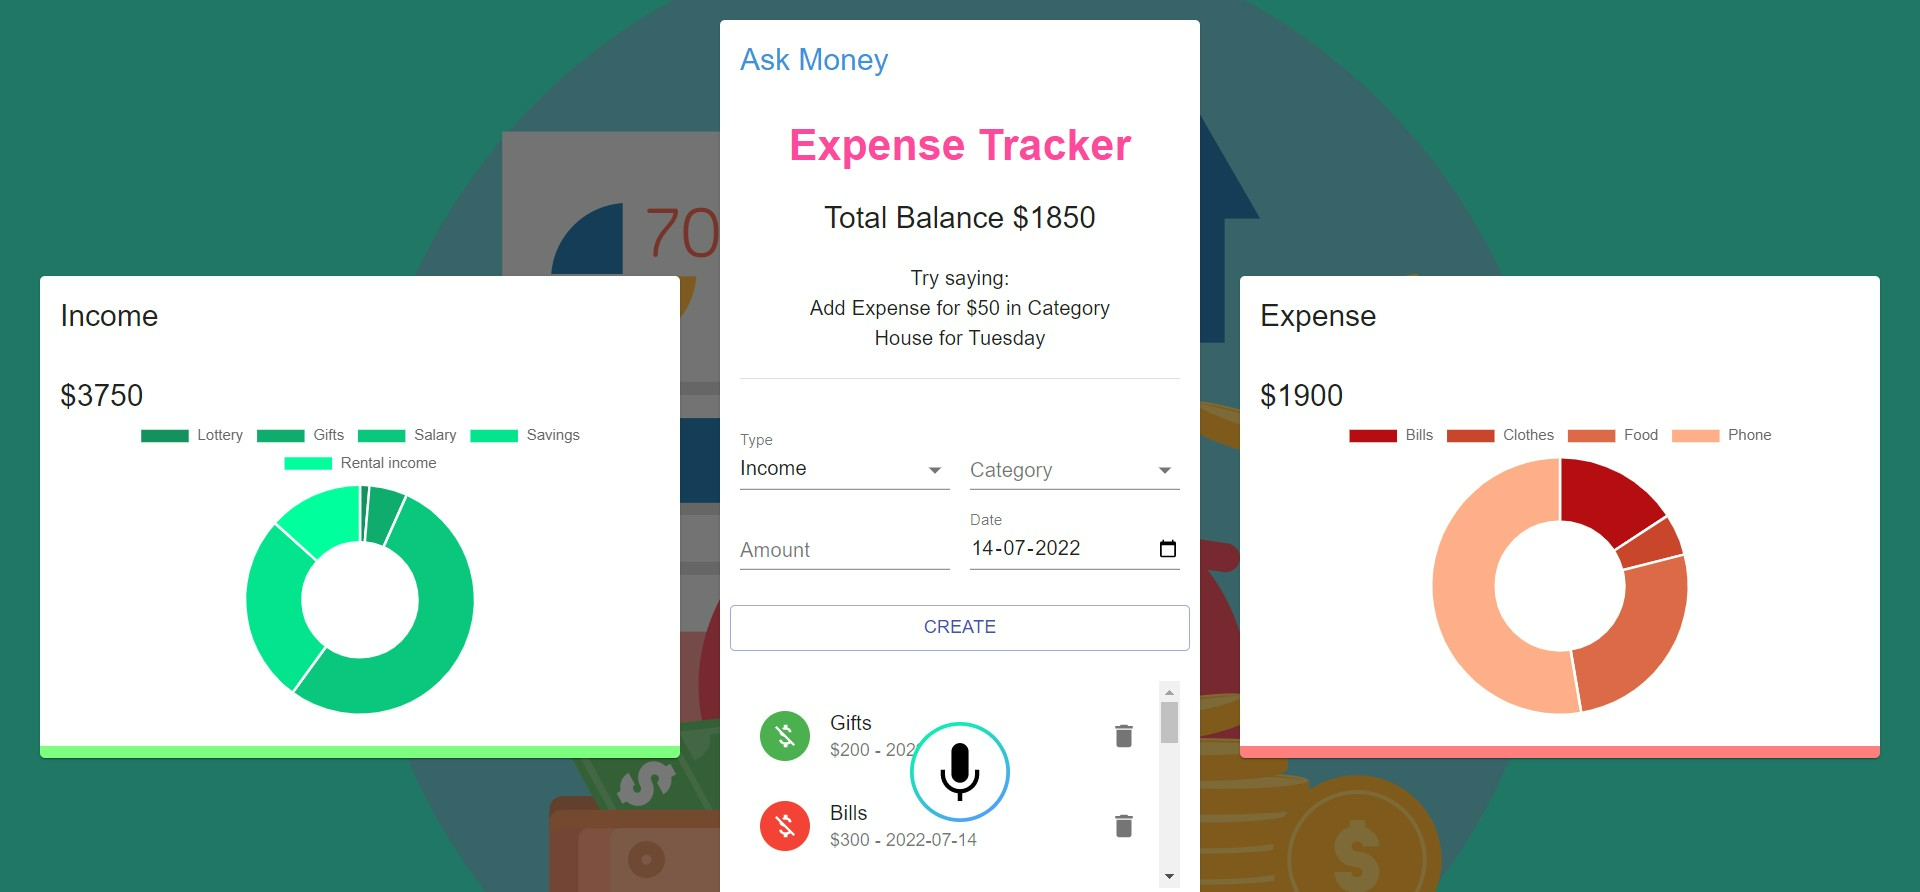 Ask Money
Expense Tracker
Total Balance $1850
Try saying:
Add Expense for $50 in Category
House for Tuesday
70
Income
$3750
Lottery Gifts Salary Savings
Rental income
Type
Income
Category
Amount
Date
14-07-2022
CREATE
Gifts
$200 - 202
Bills
$300 - 2022-07-14
Expense
$1900
Bills Clothes Food Phone